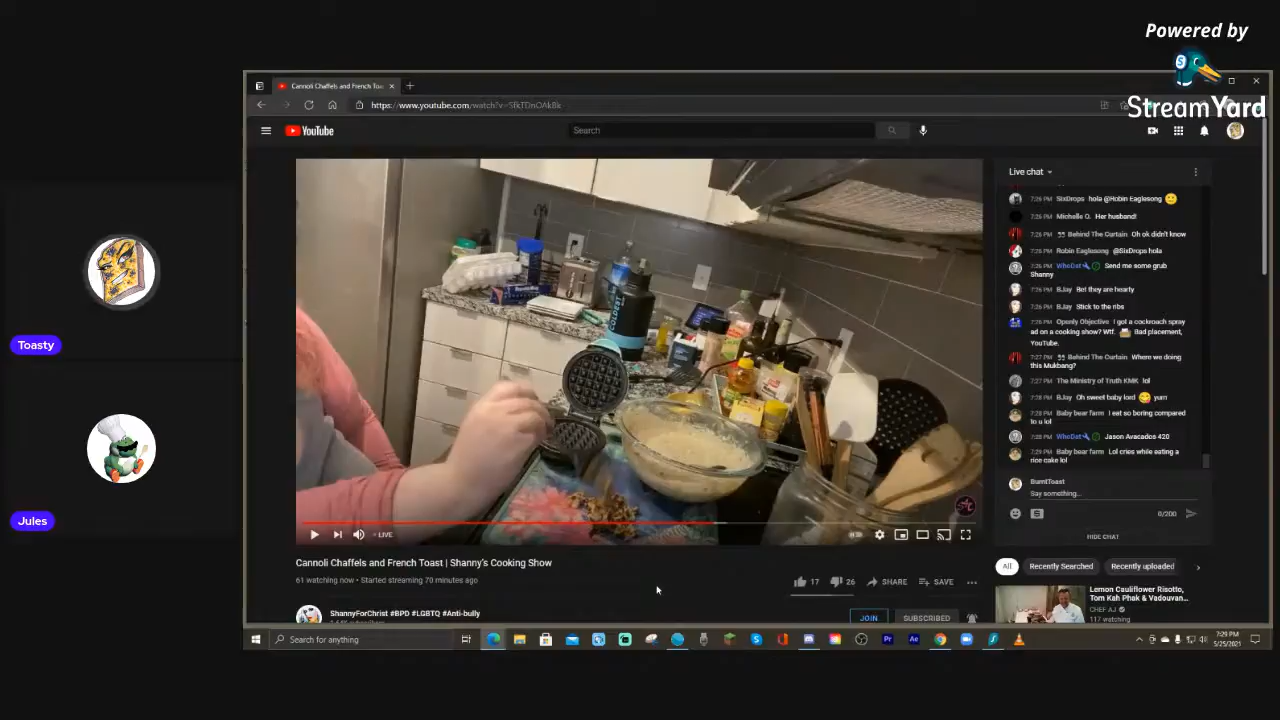 Powered by
StreamYard
Cannoli Chaffels and French Toa
https://www.youtube.com/watch?v=
YouTube
Search
Live chat
7:26 PM SixDrops hola @Robin Eaglesong
7:26 PM Michelle O. Her husband!
7:26 PM Behind The Curtain Oh ok didn't know
7:26 PM Robin Eaglesong @SixDrops hola
7:26 PM WhoDat Send me some grub
Shanny
7:26 PM BJay Bet they are hearty
7:26 PM BJay Stick to the ribs
7:26 PM Openly Objective I got a cockroach spray
ad on a cooking show? Wtf. Bad placement,
YouTube.
7:27 PM Behind The Curtain Where we doing
this Mukbang?
7:27 PM The Ministry of Truth KMK lol
7:28 PM BJay Oh sweet baby lord yum
7:28 PM Baby bear farm I eat so boring compared
to u lol
7:28 PM WhoDat Jason Avacados 420
7:29 PM Baby bear farm Lol cries while eating a
rice cake lol
BurntToast
Say something...
0/200
HIDE CHAT
COLDEST
LIVE
Toasty
Jules
Cannoli Chaffels and French Toast | Shanny's Cooking Show
61 watching now • Started streaming 70 minutes ago
17
26
SHARE
SAVE
All
Recently Searched
Recently uploaded
Lemon Cauliflower Risotto,
Tom Kah Phak & Vadouvan...
CHEF AJ
117 watching
ShannyForChrist #BPD #LGBTQ #Anti-bully
JOIN
SUBSCRIBED
Search for anything
7:29 PM
5/25/2021